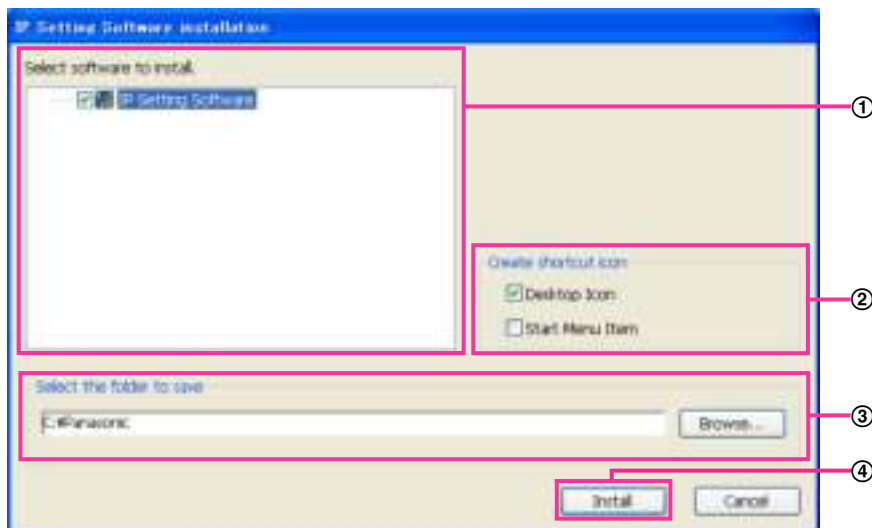 IP Setting Software installation
Select software to install.
IP Setting Software
①
Create shortcut icon
Desktop Icon
Start Menu Item
②
Select the folder to save
C:¥Panasonic
Browse...
③
④
Install
Cancel